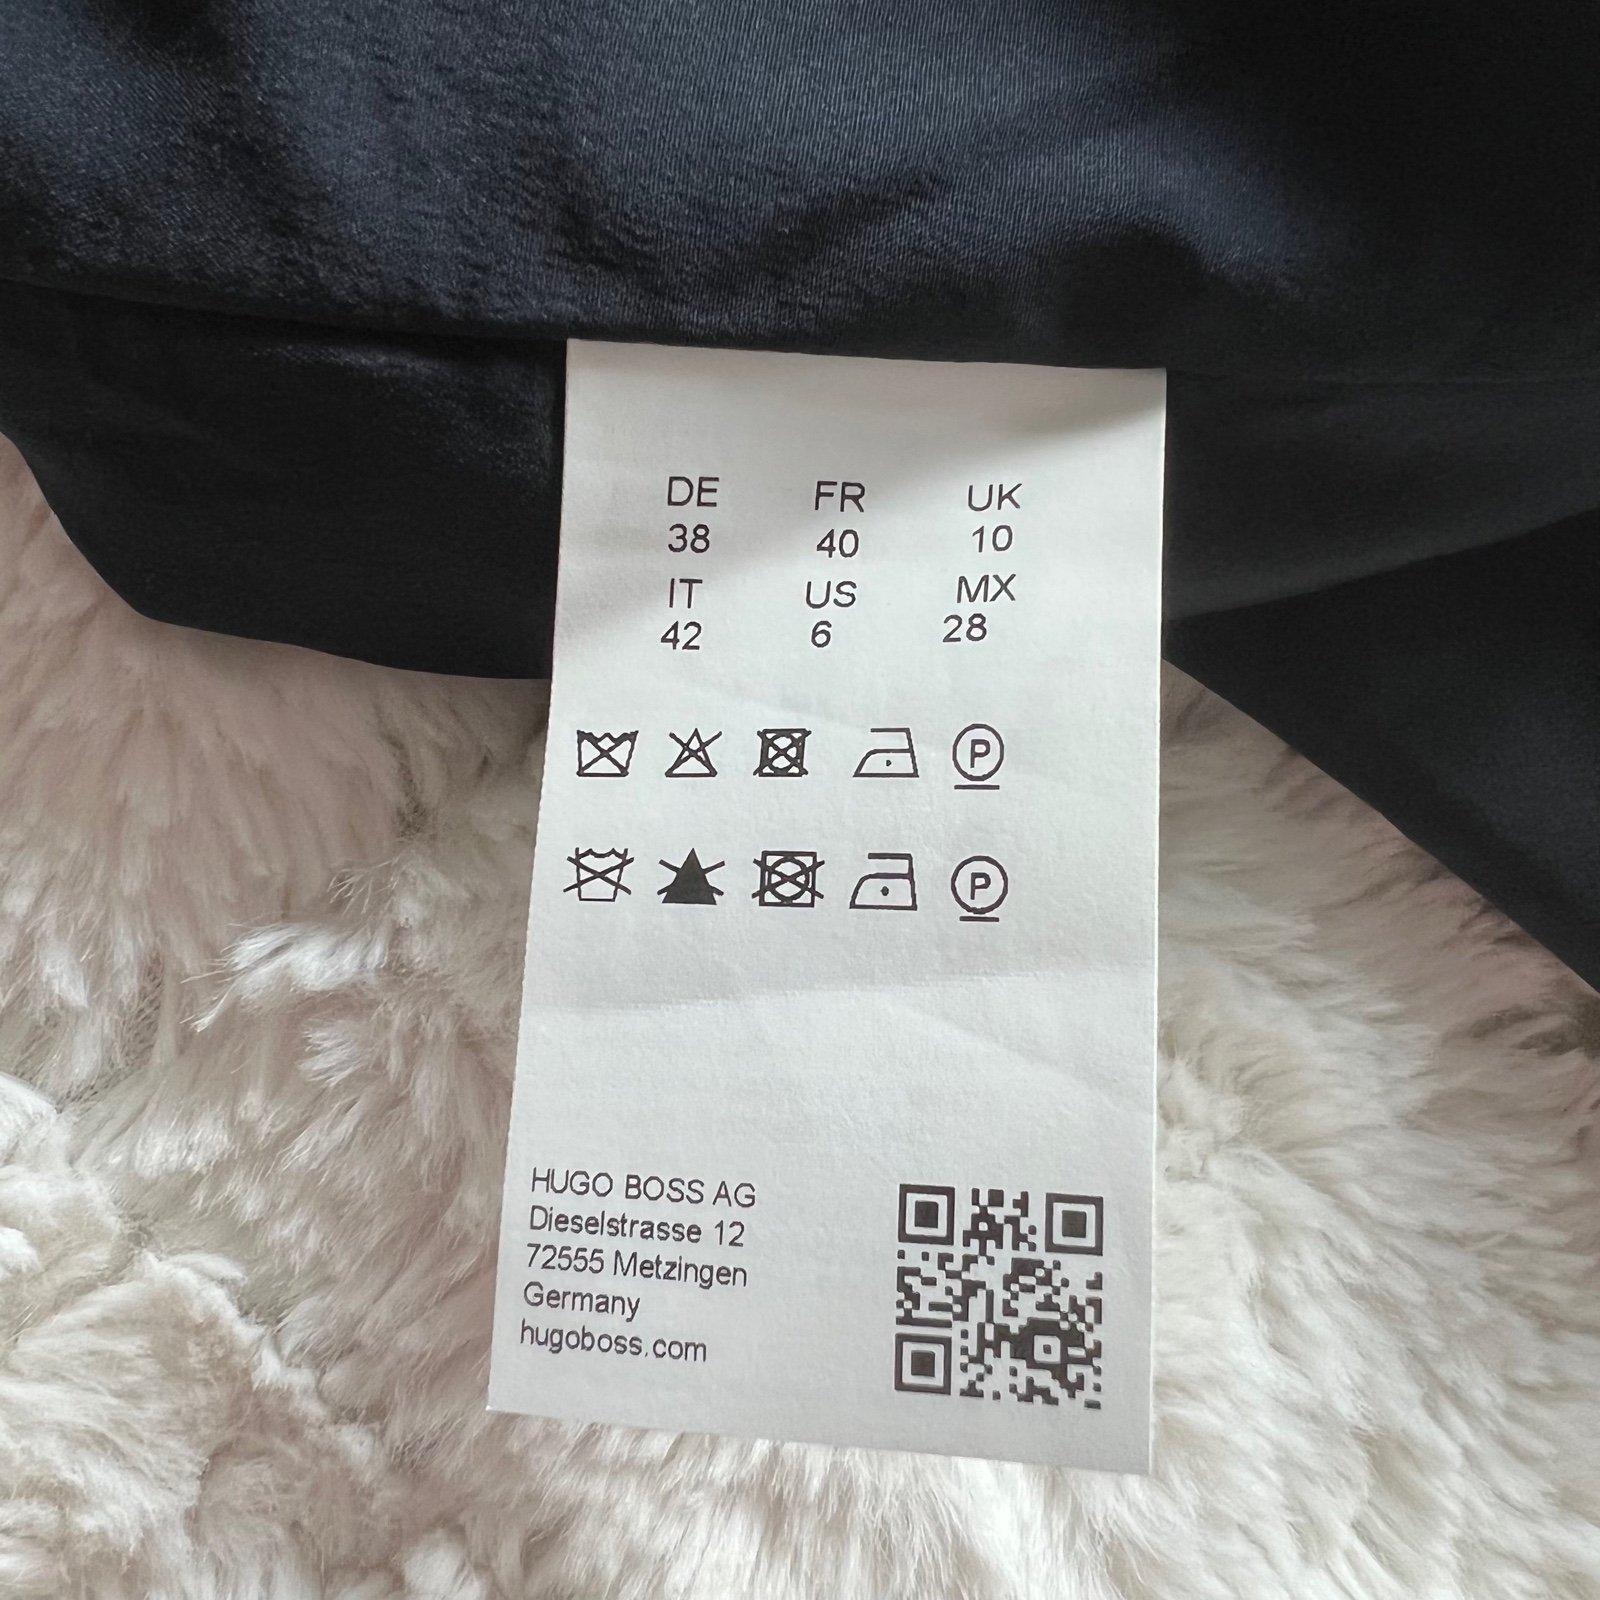 DE FR UK
38 40 10
IT US MX
42 6 28
P
P
HUGO BOSS AG
Dieselstrasse 12
72555 Metzingen
Germany
hugoboss.com